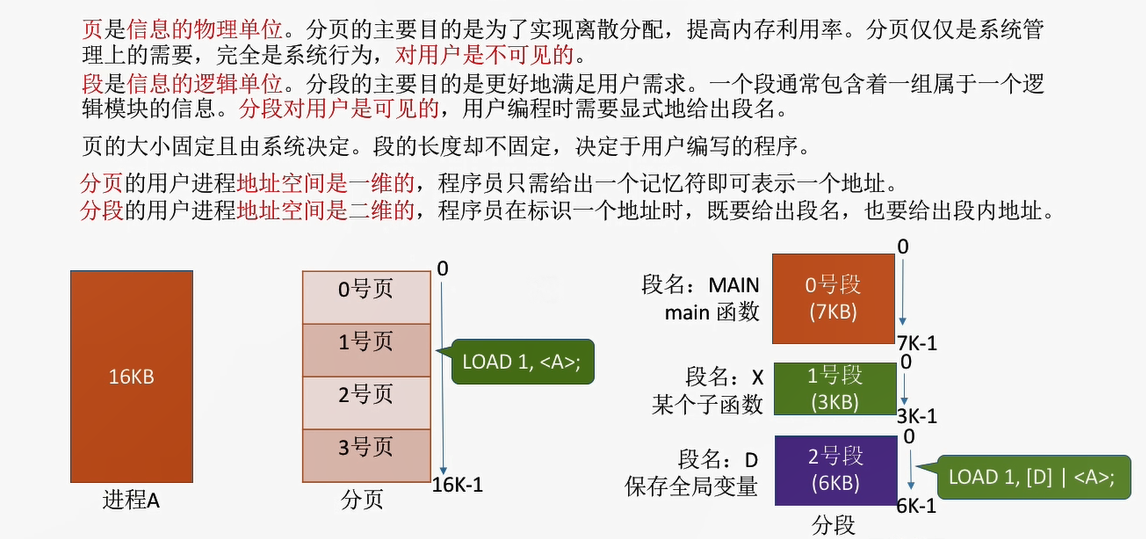 页是信息的物理单位。分页的主要目的是为了实现离散分配，提高内存利用率。分页仅仅是系统管
理上的需要，完全是系统行为，对用户是不可见的。
段是信息的逻辑单位。分段的主要目的是更好地满足用户需求。一个段通常包含着一组属于一个逻
辑模块的信息。分段对用户是可见的，用户编程时需要显式地给出段名。
页的大小固定且由系统决定。段的长度却不固定，决定于用户编写的程序。
分页的用户进程地址空间是一维的，程序员只需给出一个记忆符即可表示一个地址。
分段的用户进程地址空间是二维的，程序员在标识一个地址时，既要给出段名，也要给出段内地址。
16KB
进程A
0
0号页
1号页
2号页
3号页
16K-1
LOAD 1, <A>;
分页
段名：MAIN
main 函数
0号段
(7KB)
0
7K-1
段名：X
某个子函数
1号段
(3KB)
0
3K-1
段名：D
保存全局变量
2号段
(6KB)
0
6K-1
LOAD 1, [D] | <A>;
分段